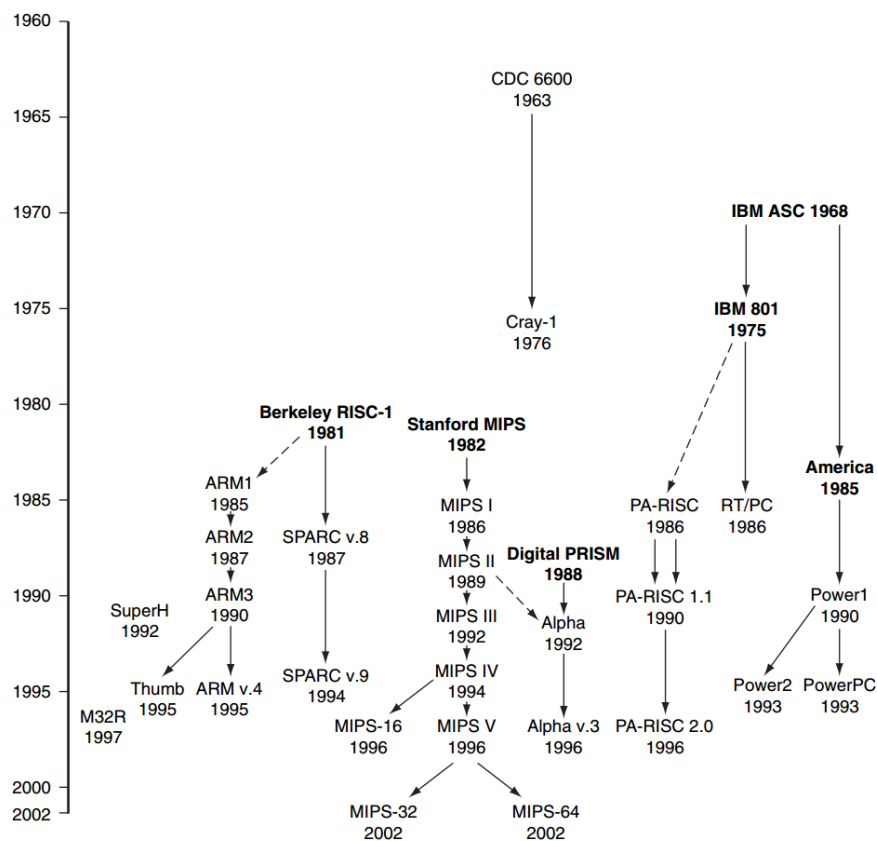 1960
CDC 6600
1963
1965
1970
IBM ASC 1968
1975
IBM 801
1975
Cray-1
1976
1980
Berkeley RISC-1
1981
Stanford MIPS
1982
America
1985
ARM1
1985
1985
MIPS I
1986
PA-RISC
1986
RT/PC
1986
ARM2
1987
SPARC v.8
1987
MIPS II
1989
Digital PRISM
1988
1990
ARM3
1990
PA-RISC 1.1
1990
Power1
1990
SuperH
1992
MIPS III
1992
Alpha
1992
MIPS IV
1994
SPARC v.9
1994
1995
Thumb
1995
ARM v.4
1995
Power2
1993
PowerPC
1993
M32R
1997
MIPS-16
1996
MIPS V
1996
Alpha v.3
1996
PA-RISC 2.0
1996
2000
2002
MIPS-32
2002
MIPS-64
2002